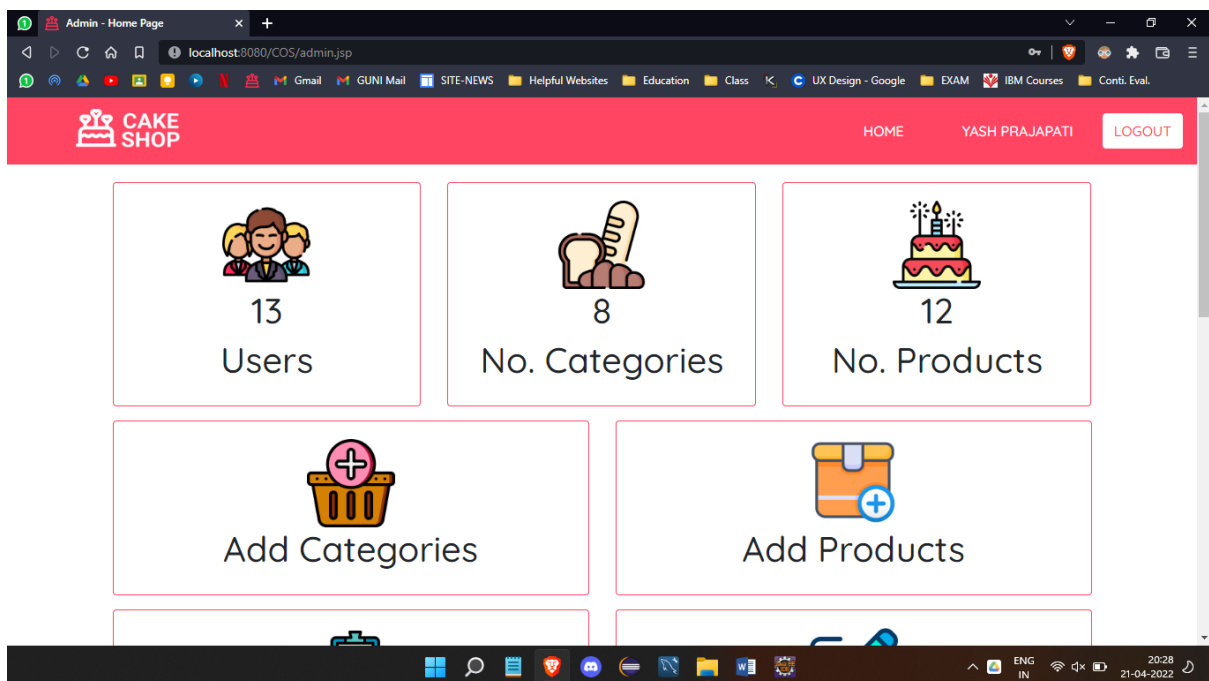 Admin - Home Page
localhost:8080/COS/admin.jsp
Gmail GUNI Mail SITE-NEWS Helpful Websites Education Class UX Design - Google EXAM IBM Courses Conti. Eval.
CAKE
SHOP
HOME YASH PRAJAPATI LOGOUT
13
Users
8
No. Categories
12
No. Products
Add Categories
Add Products
ENG
IN
20:28
21-04-2022